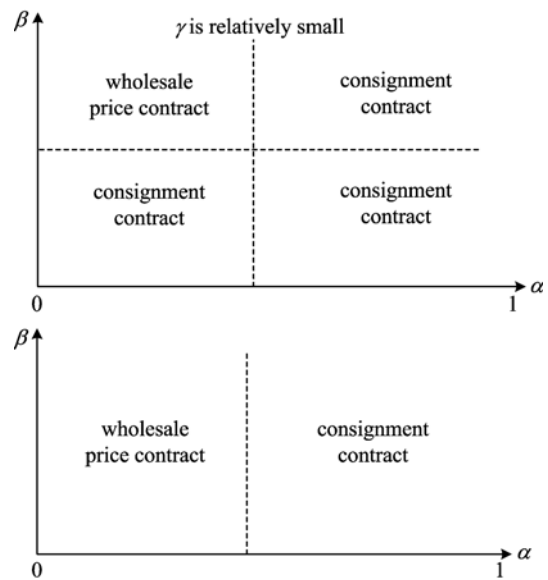 β
γ is relatively small
wholesale
price contract
consignment
contract
consignment
contract
consignment
contract
0
1
α
β
wholesale
price contract
consignment
contract
0
1
α